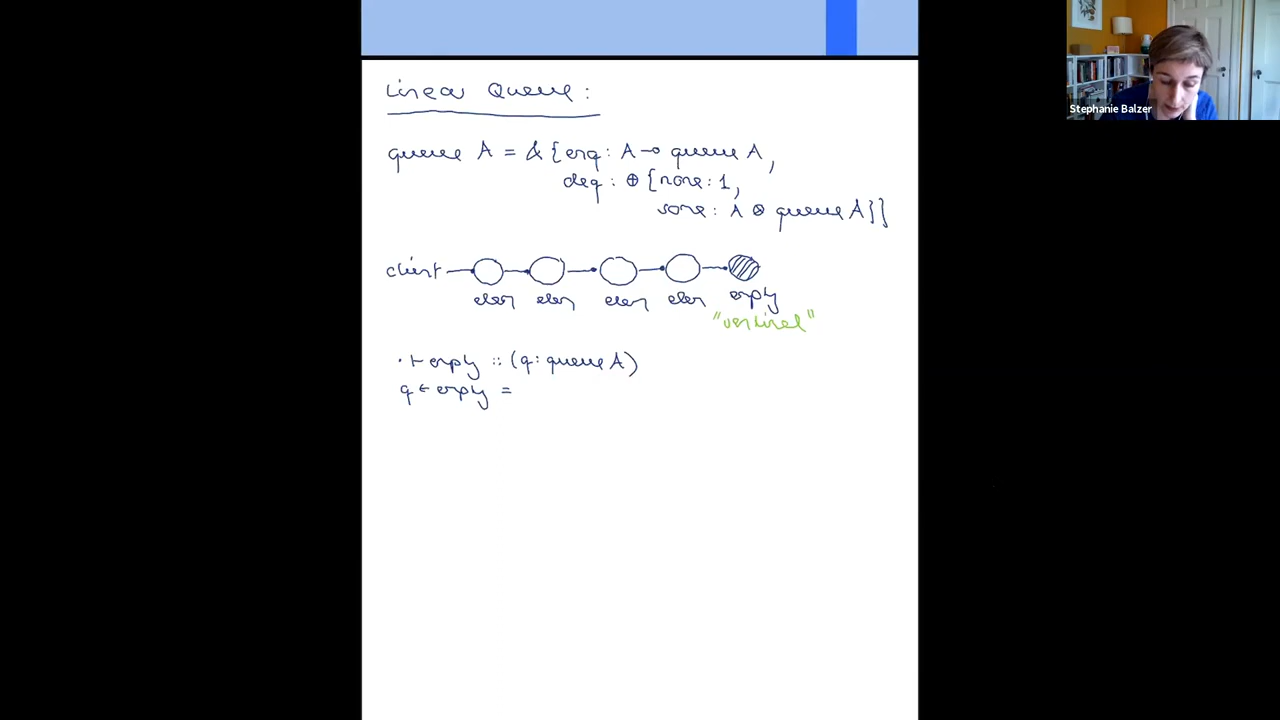 Linear Queue:
queue A = & {enq: A ⊸ queue A,
deq: ⊕ {none: 1,
some: A ⊗ queue A}}
client
elem elem elem elem empty
"sentinel"
· ⊢ empty :: (q: queue A)
q ← empty =
Stephanie Balzer